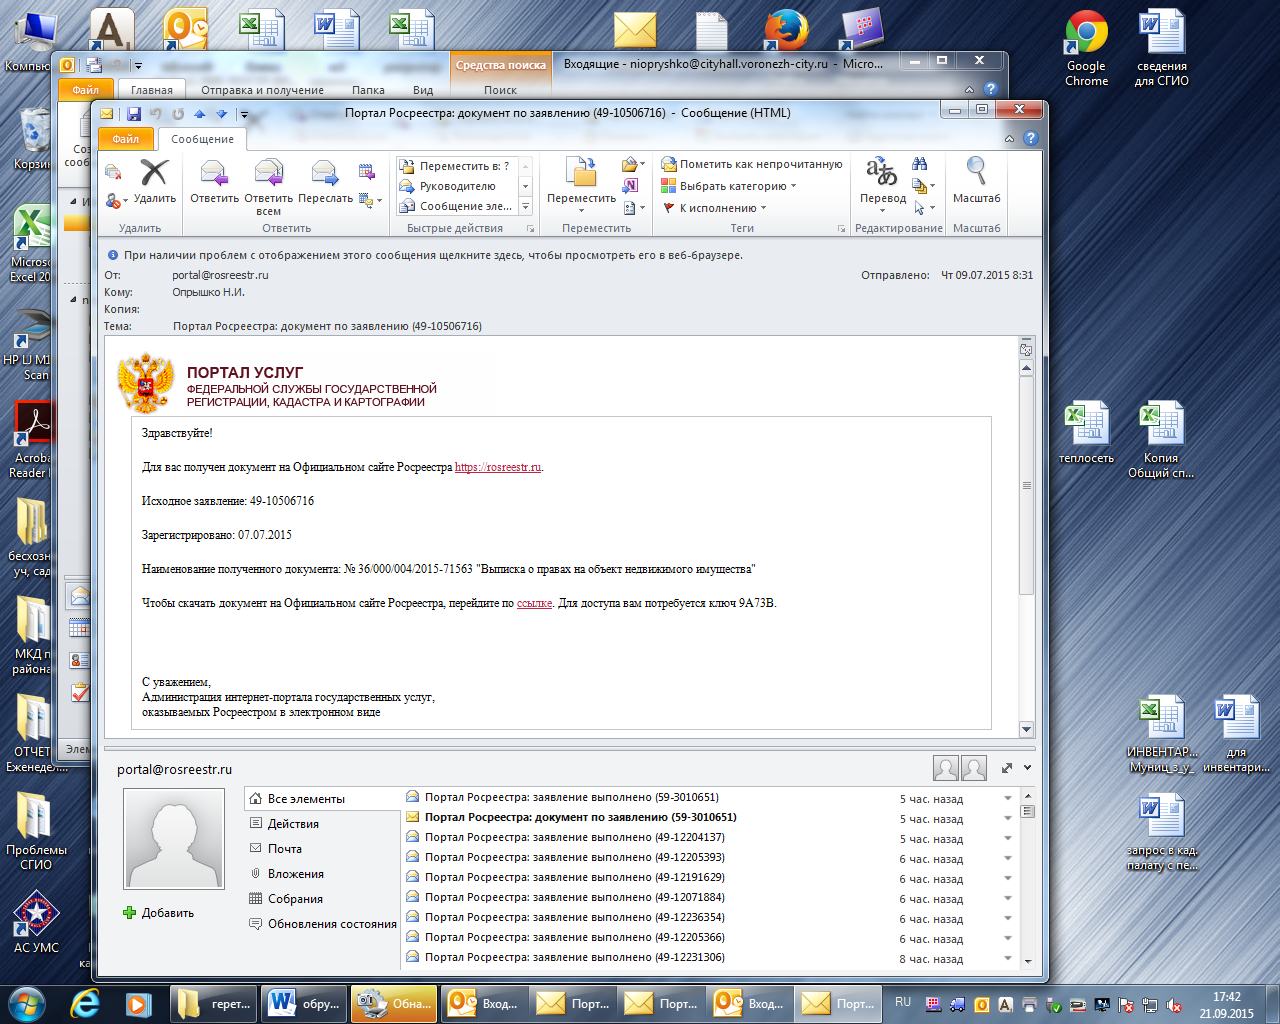 Google
Chrome
сведения
для СГИО
Средства поиска
Входящие - niopryshko@cityhall.voronezh-city.ru - Micro...
Файл
Главная
Отправка и получение
Папка
Вид
Поиск
Портал Росреестра: документ по заявлению (49-10506716) - Сообщение (HTML)
Файл
Сообщение
Удалить
Ответить
Ответить
всем
Переслать
Переместить в: ?
Руководителю
Сообщение эле...
Переместить
Пометить как непрочитанную
Выбрать категорию
К исполнению
Перевод
Масштаб
Удалить
Ответить
Быстрые действия
Переместить
Теги
Редактирование
Масштаб
При наличии проблем с отображением этого сообщения щелкните здесь, чтобы просмотреть его в веб-браузере.
От: portal@rosreestr.ru
Отправлено: Чт 09.07.2015 8:31
Кому: Опрышко Н.И.
Копия:
Тема: Портал Росреестра: документ по заявлению (49-10506716)
ПОРТАЛ УСЛУГ
ФЕДЕРАЛЬНОЙ СЛУЖБЫ ГОСУДАРСТВЕННОЙ
РЕГИСТРАЦИИ, КАДАСТРА И КАРТОГРАФИИ
Здравствуйте!
Для вас получен документ на Официальном сайте Росреестра https://rosreestr.ru.
Исходное заявление: 49-10506716
Зарегистрировано: 07.07.2015
Наименование полученного документа: № 36/000/004/2015-71563 "Выписка о правах на объект недвижимого имущества"
Чтобы скачать документ на Официальном сайте Росреестра, перейдите по ссылке. Для доступа вам потребуется ключ 9A73B.
С уважением,
Администрация интернет-портала государственных услуг,
оказываемых Росреестром в электронном виде
portal@rosreestr.ru
Добавить
Все элементы
Действия
Почта
Вложения
Собрания
Обновления состояния
Портал Росреестра: заявление выполнено (59-3010651) 5 час. назад
Портал Росреестра: документ по заявлению (59-3010651) 5 час. назад
Портал Росреестра: заявление выполнено (49-12204137) 5 час. назад
Портал Росреестра: заявление выполнено (49-12205393) 6 час. назад
Портал Росреестра: заявление выполнено (49-12191629) 6 час. назад
Портал Росреестра: заявление выполнено (49-12071884) 6 час. назад
Портал Росреестра: заявление выполнено (49-12236354) 6 час. назад
Портал Росреестра: заявление выполнено (49-12205366) 6 час. назад
Портал Росреестра: заявление выполнено (49-12231306) 8 час. назад
Компью
Корзин
Microso
Excel 20
HP LJ M1
Scan
Acroba
Reader
бесхозн
уч, сад
МКД п
района
ОТЧЕТ
Еженедел...
Проблемы
СГИО
АС УМС
теплосеть
Копия
Общий сп...
ИНВЕНТАР...
Муниц_з_у_
для
инвентари...
запрос в кад.
палату с пе...
герет...
обру...
Обна...
Вход...
Порт...
Порт...
Вход...
Порт...
RU
17:42
21.09.2015